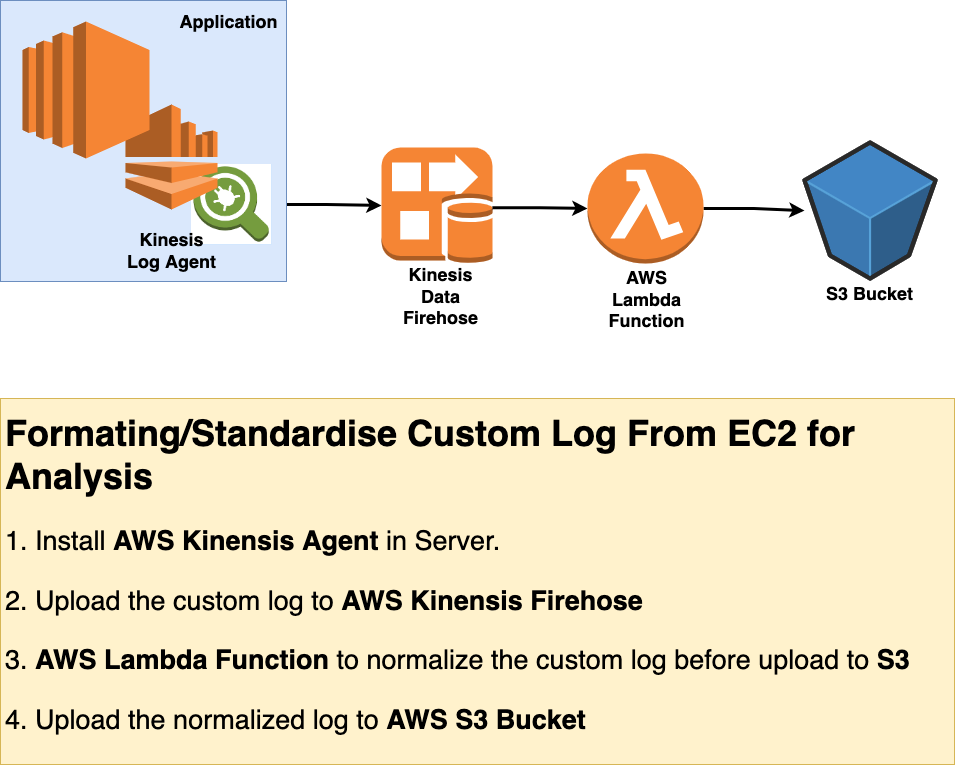 Application
Kinesis
Log Agent
Kinesis
Data
Firehose
AWS
Lambda
Function
S3 Bucket
Formating/Standardise Custom Log From EC2 for
Analysis
1. Install AWS Kinensis Agent in Server.
2. Upload the custom log to AWS Kinensis Firehose
3. AWS Lambda Function to normalize the custom log before upload to S3
4. Upload the normalized log to AWS S3 Bucket